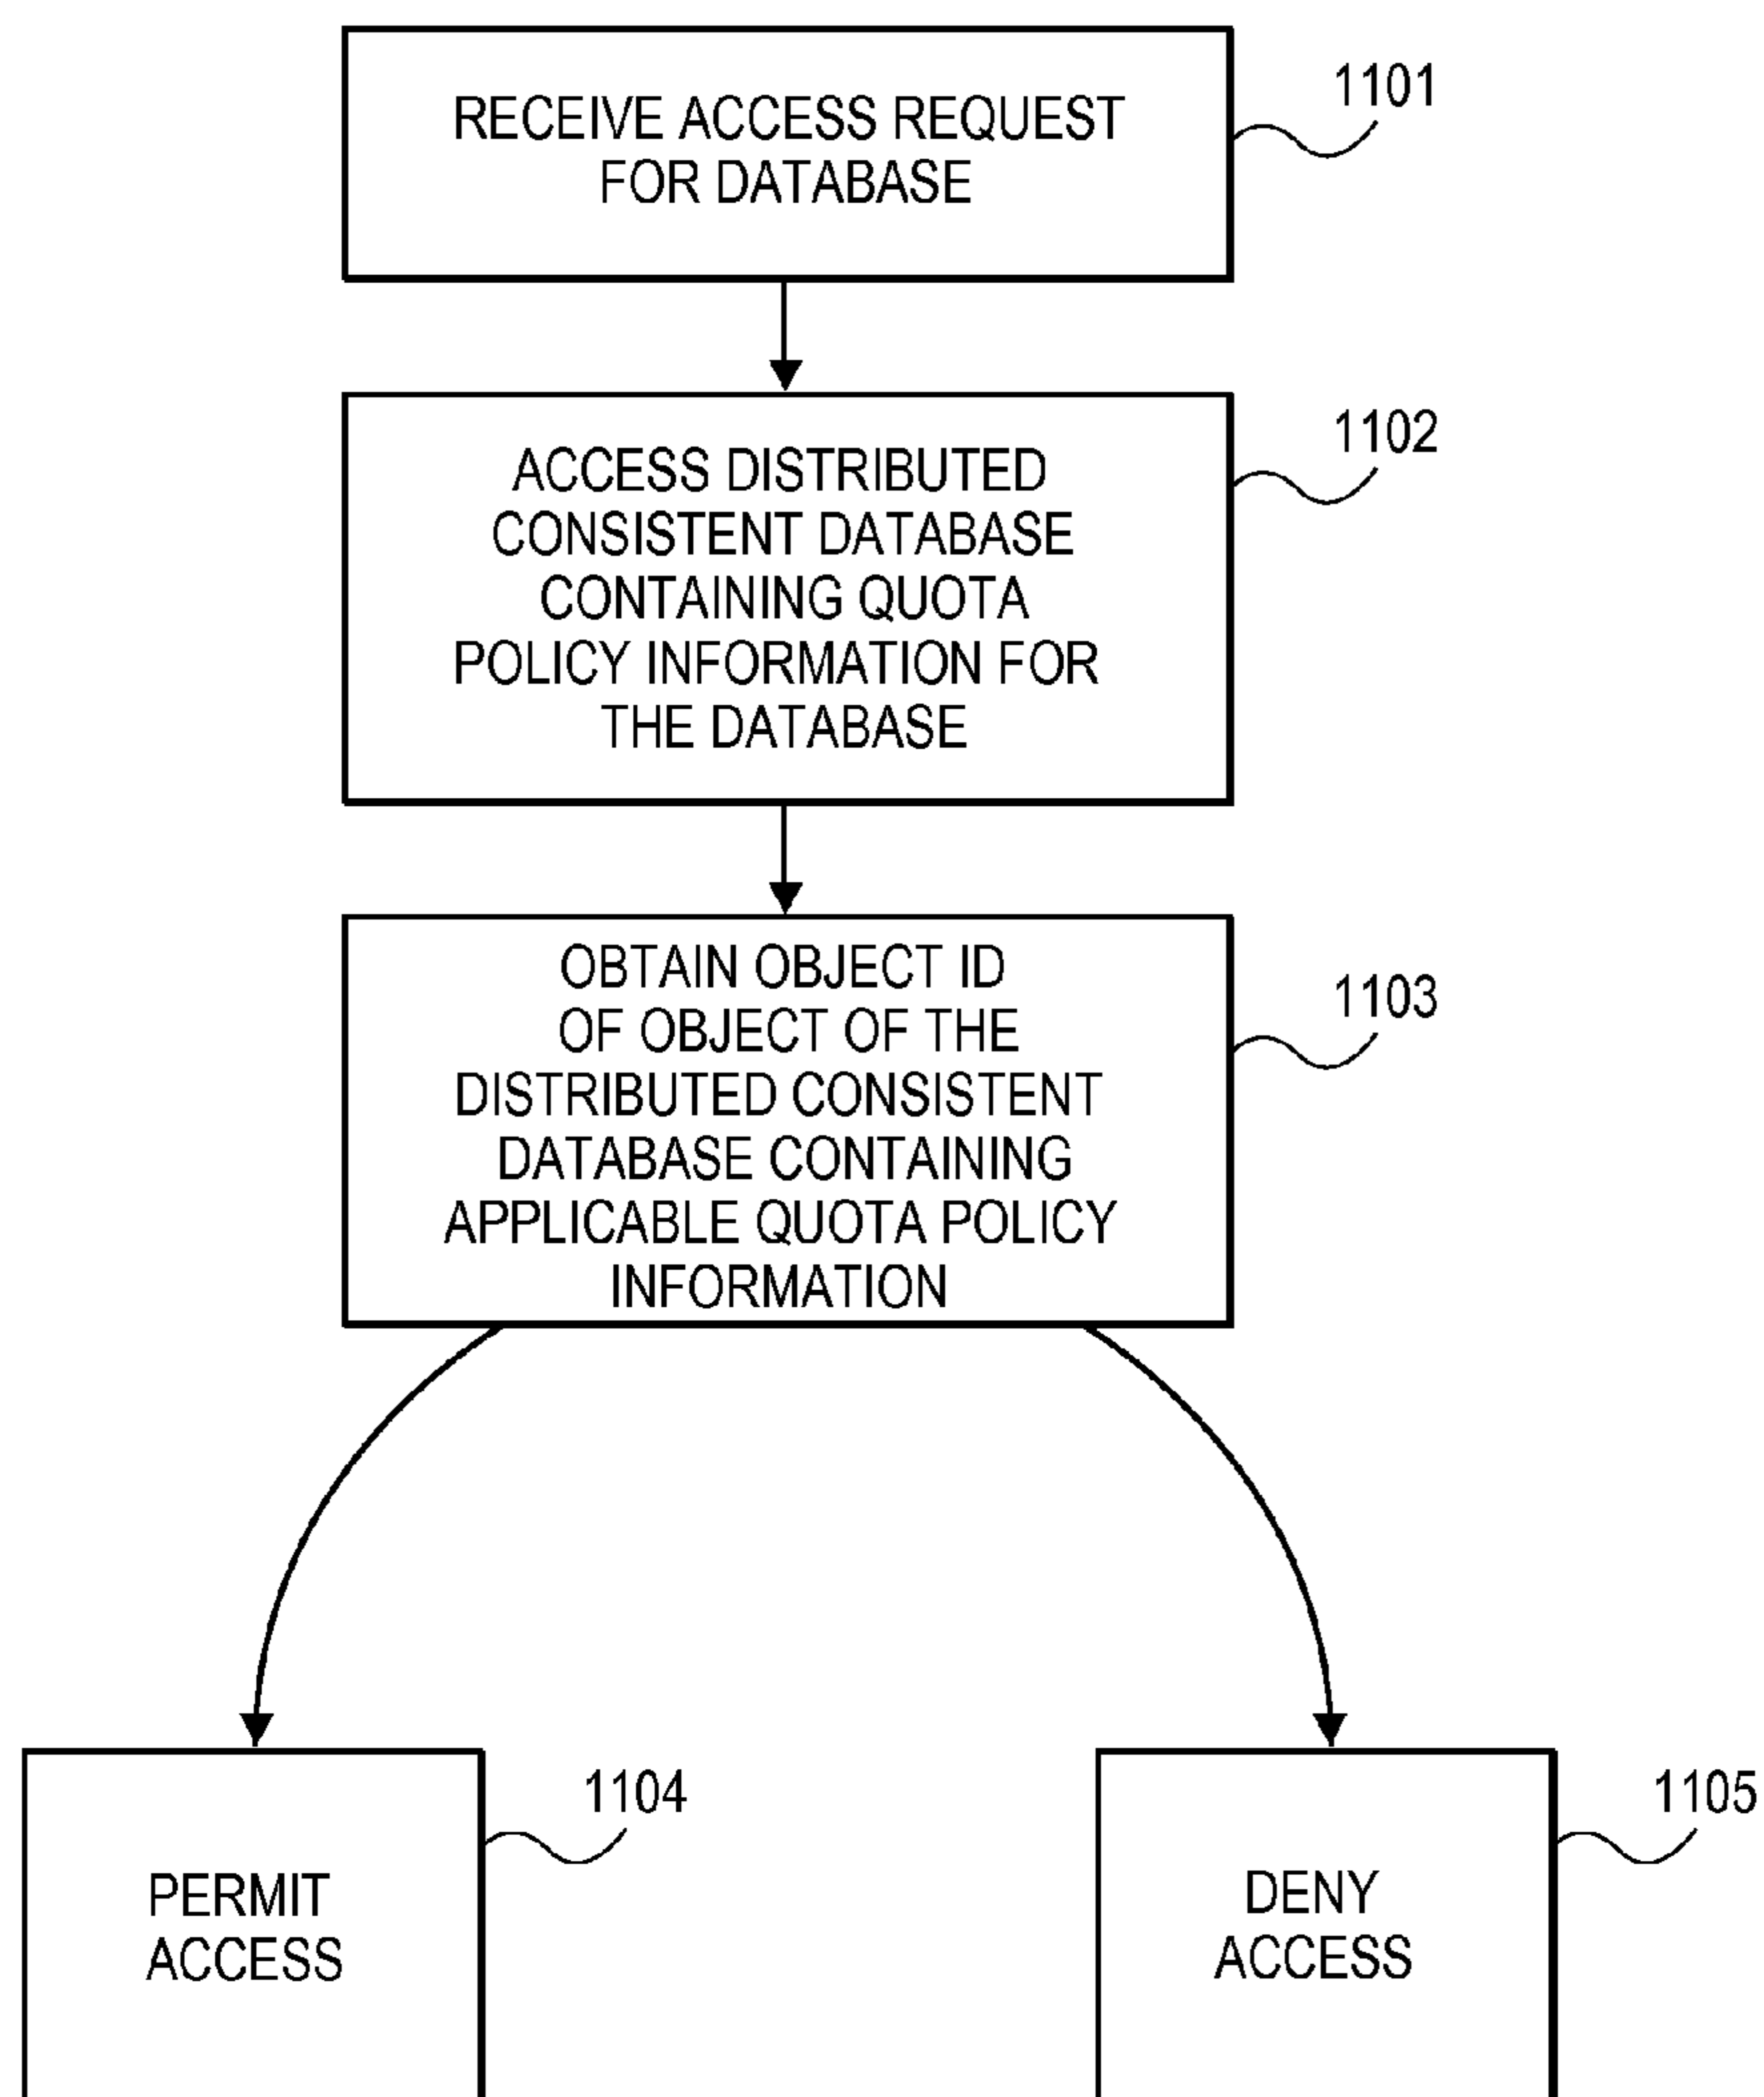 RECEIVE ACCESS REQUEST
FOR DATABASE
1101
ACCESS DISTRIBUTED
CONSISTENT DATABASE
CONTAINING QUOTA
POLICY INFORMATION FOR
THE DATABASE
1102
OBTAIN OBJECT ID
OF OBJECT OF THE
DISTRIBUTED CONSISTENT
DATABASE CONTAINING
APPLICABLE QUOTA POLICY
INFORMATION
1103
PERMIT
ACCESS
1104
DENY
ACCESS
1105